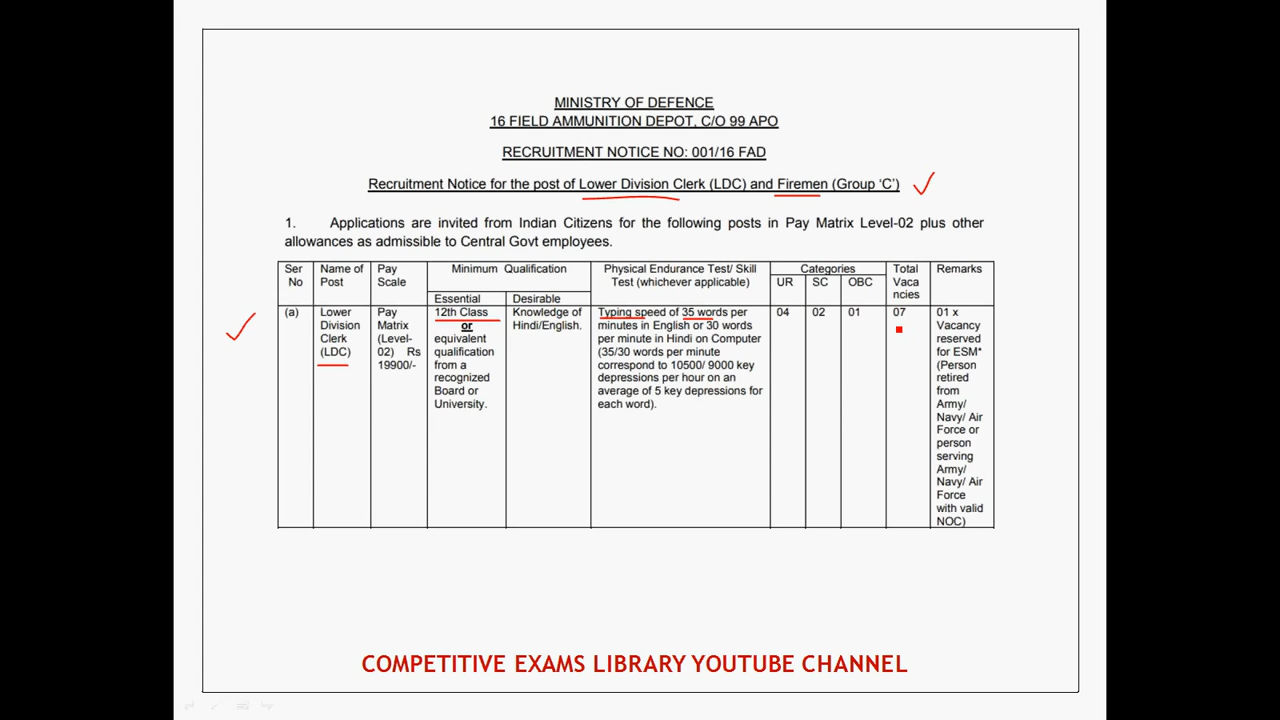 MINISTRY OF DEFENCE
16 FIELD AMMUNITION DEPOT, C/O 99 APO
RECRUITMENT NOTICE NO: 001/16 FAD
Recruitment Notice for the post of Lower Division Clerk (LDC) and Firemen (Group ‘C’)
1. Applications are invited from Indian Citizens for the following posts in Pay Matrix Level-02 plus other
allowances as admissible to Central Govt employees.
Ser
No
Name of
Post
Pay
Scale
Minimum Qualification
Essential
Desirable
Physical Endurance Test/ Skill
Test (whichever applicable)
Categories
UR
SC
OBC
Total
Vaca
ncies
Remarks
(a)
Lower
Division
Clerk
(LDC)
Pay
Matrix
(Level-
02) Rs
19900/-
12th Class
or
equivalent
qualification
from a
recognized
Board or
University.
Knowledge of
Hindi/English.
Typing speed of 35 words per
minutes in English or 30 words
per minute in Hindi on Computer
(35/30 words per minute
correspond to 10500/ 9000 key
depressions per hour on an
average of 5 key depressions for
each word).
04
02
01
07
01 x
Vacancy
reserved
for ESM*
(Person
retired
from
Army/
Navy/ Air
Force or
person
serving
Army/
Navy/ Air
Force
with valid
NOC)
COMPETITIVE EXAMS LIBRARY YOUTUBE CHANNEL